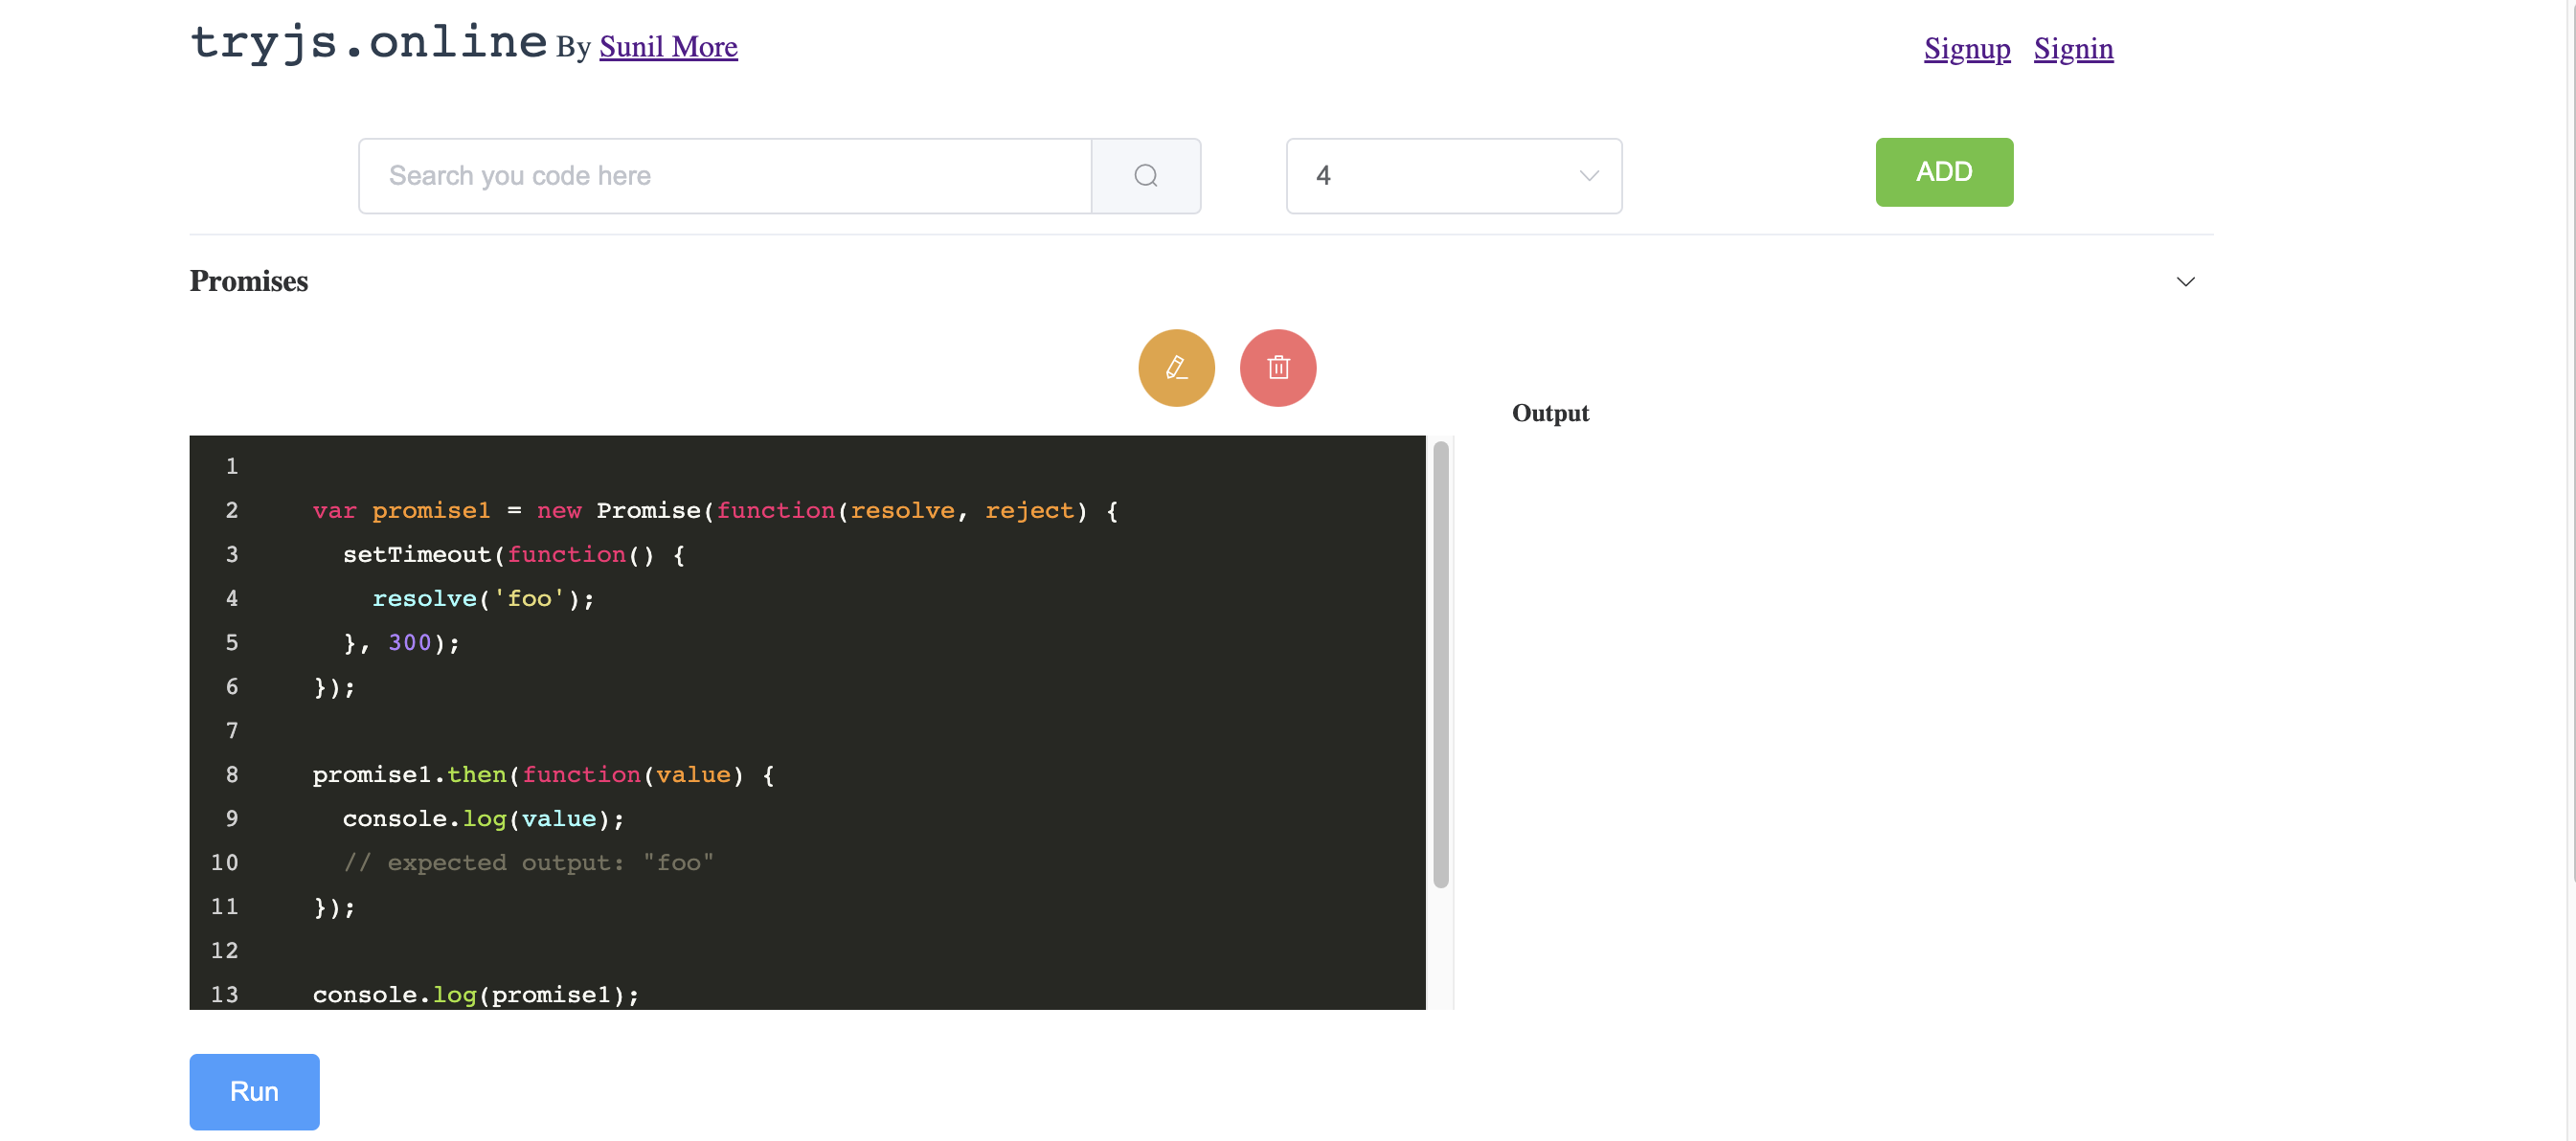 tryjs.online By Sunil More
Signup Signin
Search you code here
4
ADD
Promises
Output
1
2 var promise1 = new Promise(function(resolve, reject) {
3 setTimeout(function() {
4 resolve('foo');
5 }, 300);
6 });
7
8 promise1.then(function(value) {
9 console.log(value);
10 // expected output: "foo"
11 });
12
13 console.log(promise1);
Run